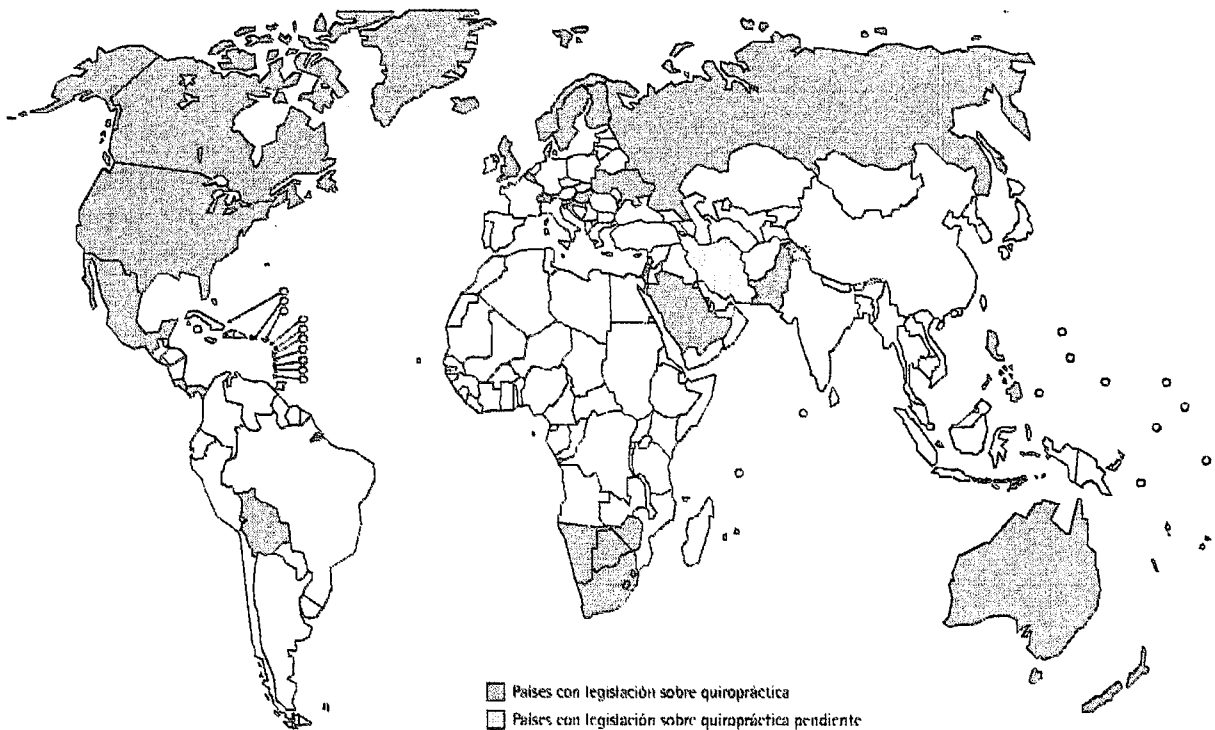 Países con legislación sobre quiropráctica
Países con legislación sobre quiropráctica pendiente